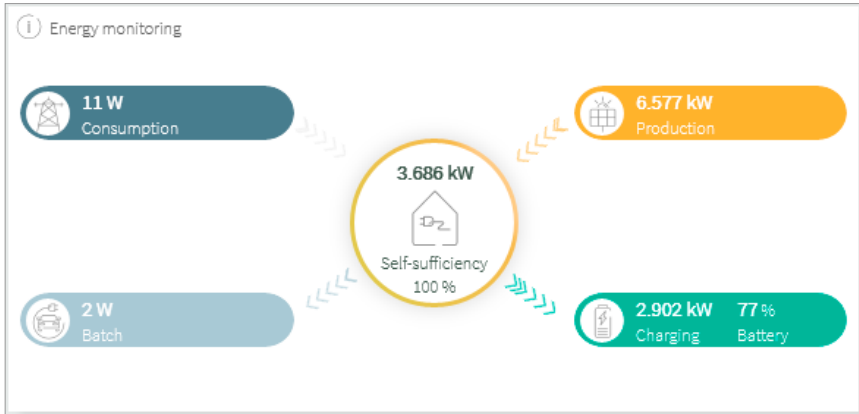 i Energy monitoring
11 W
Consumption
6.577 kW
Production
3.686 kW
Self-sufficiency
100 %
2 W
Batch
2.902 kW 77 %
Charging Battery